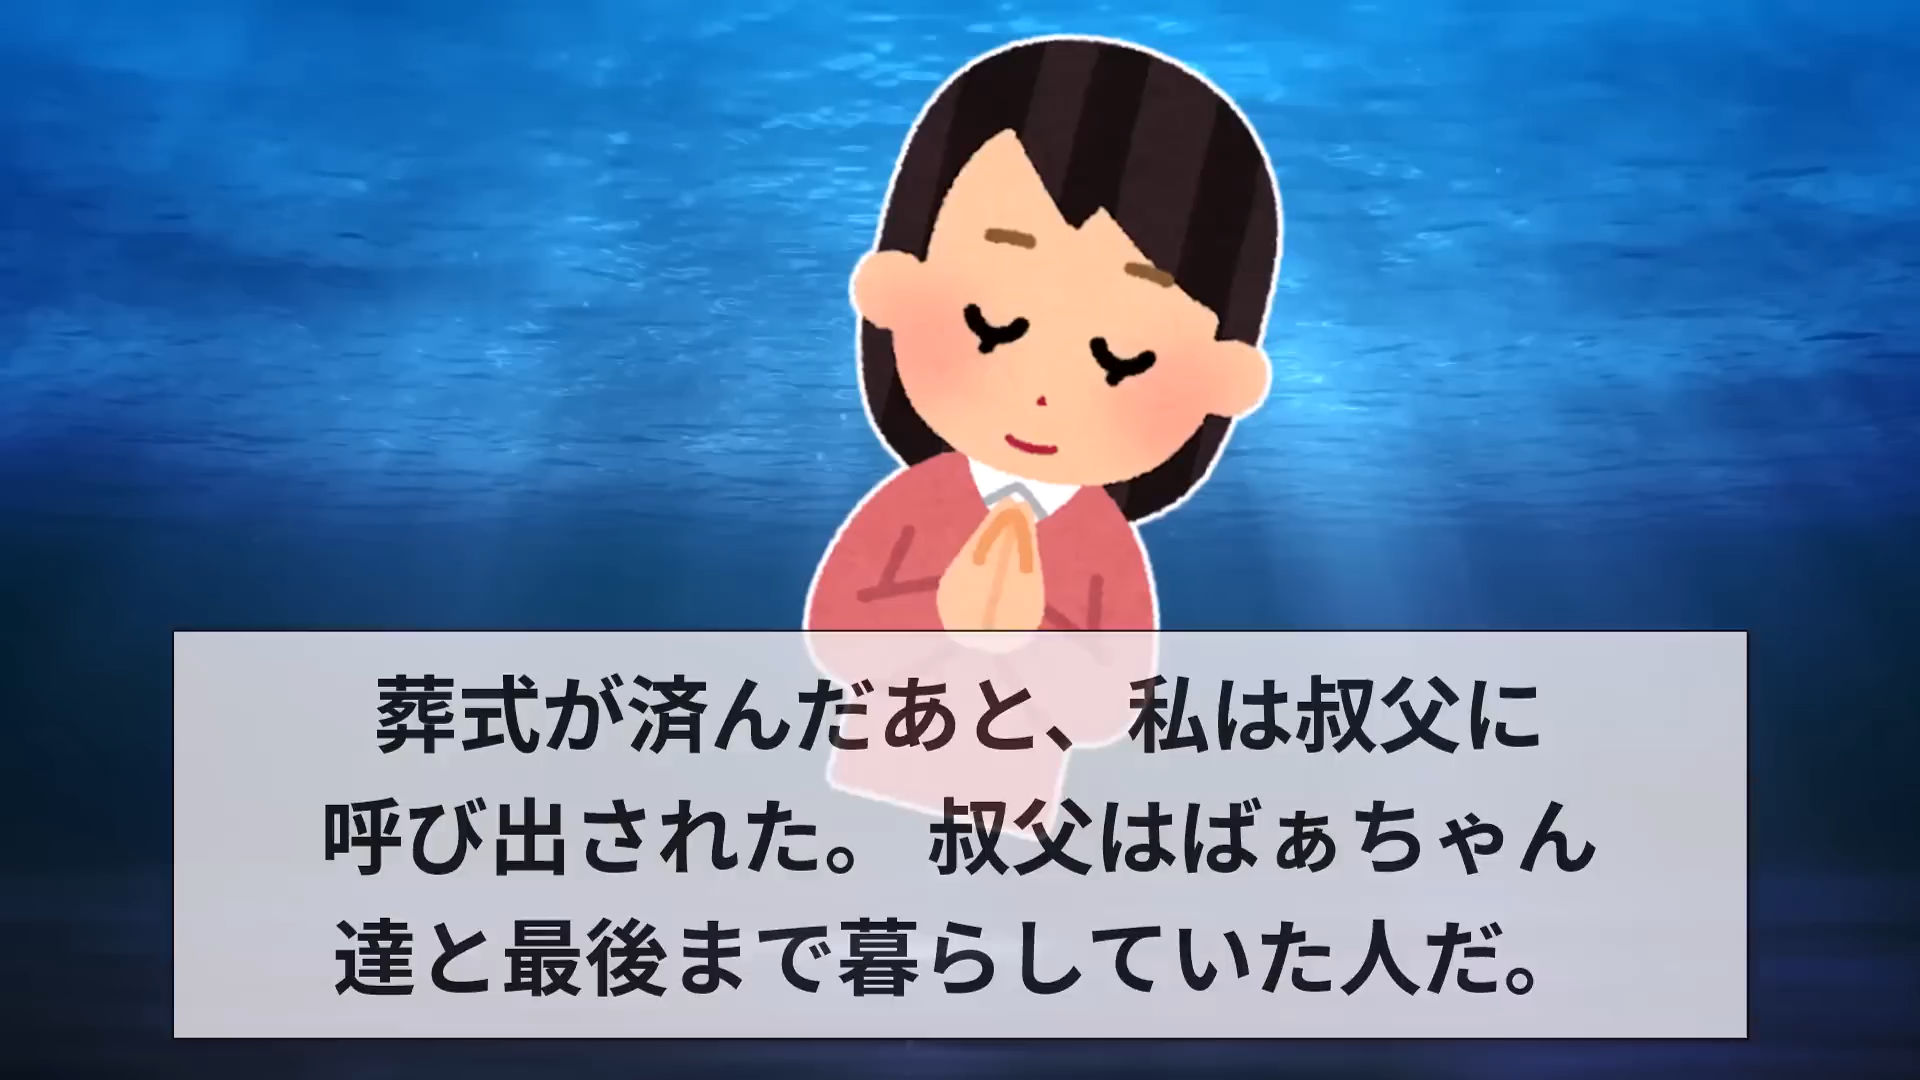 葬式が済んだあと、私は叔父に
呼び出された。 叔父はばぁちゃん
達と最後まで暮らしていた人だ。